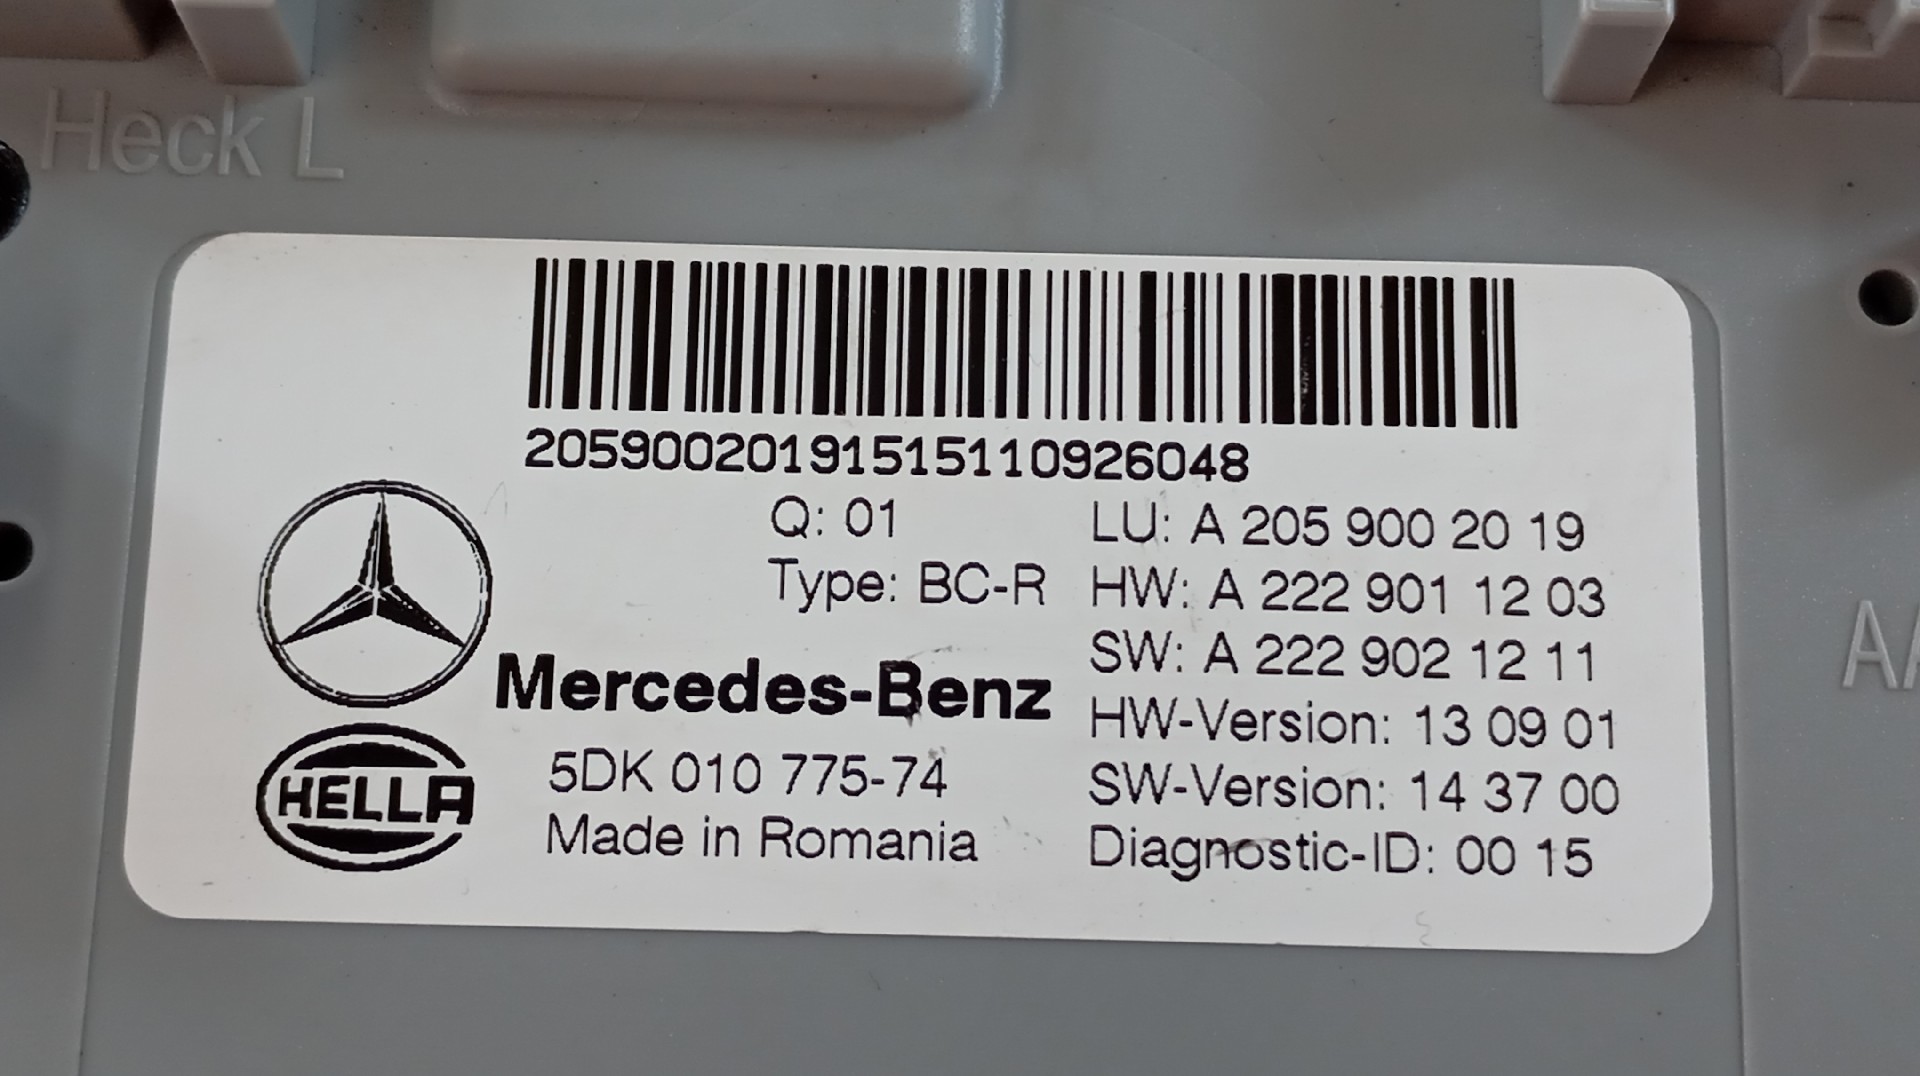 Heck L
205900201915151​10926048
Q: 01
LU: A 205 900 20 19
Type: BC-R
HW: A 222 901 12 03
SW: A 222 902 12 11
Mercedes-Benz
HW-Version: 13 09 01
HELLA
5DK 010 775-74
SW-Version: 14 37 00
Made in Romania
Diagnostic-ID: 00 15